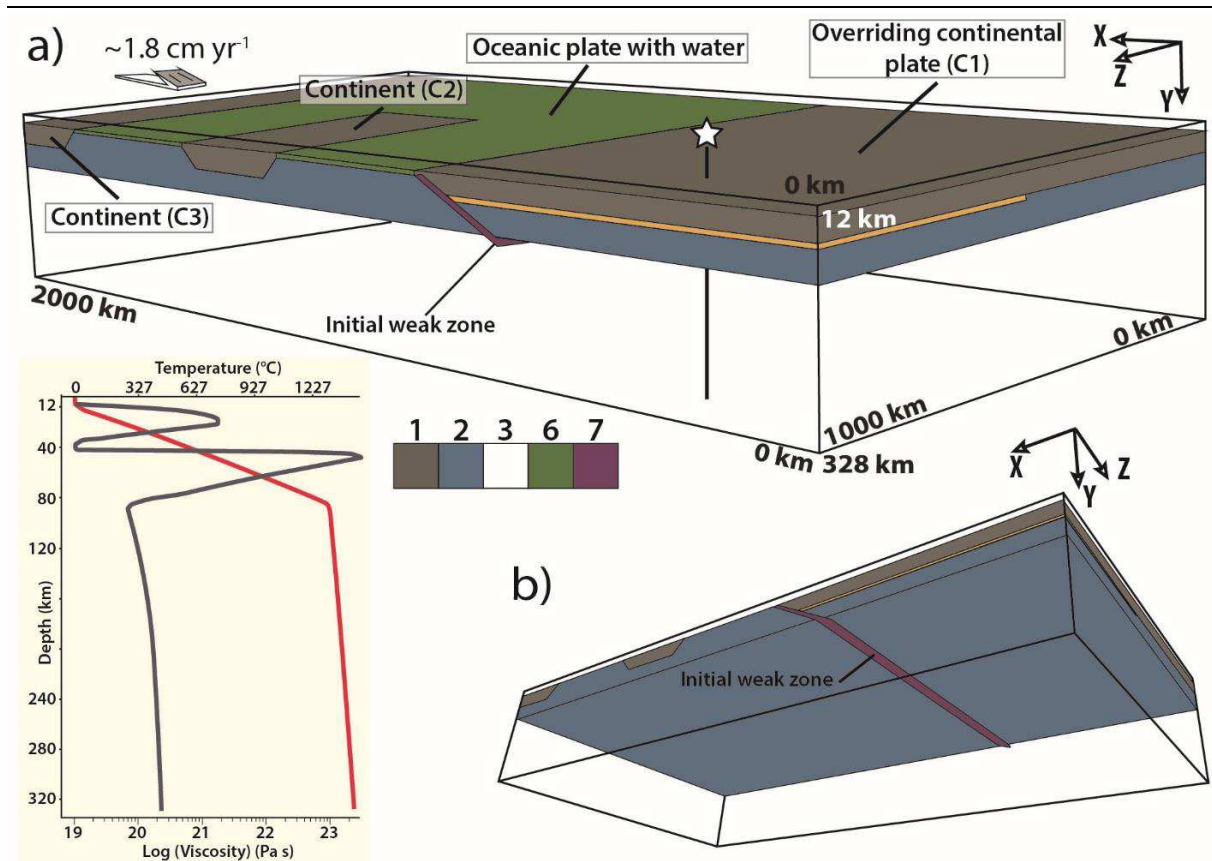 a)
~1.8 cm yr-1
Oceanic plate with water
Continent (C2)
Overriding continental
plate (C1)
X
Z
Y
0 km
12 km
Continent (C3)
2000 km
Initial weak zone
0 km
1000 km
0 km
328 km
Temperature (°C)
0 327 627 927 1227
12
40
80
120
240
280
320
Depth (km)
19 20 21 22 23
Log (Viscosity) (Pa s)
1 2 3 6 7
b)
X
Y
Z
Initial weak zone